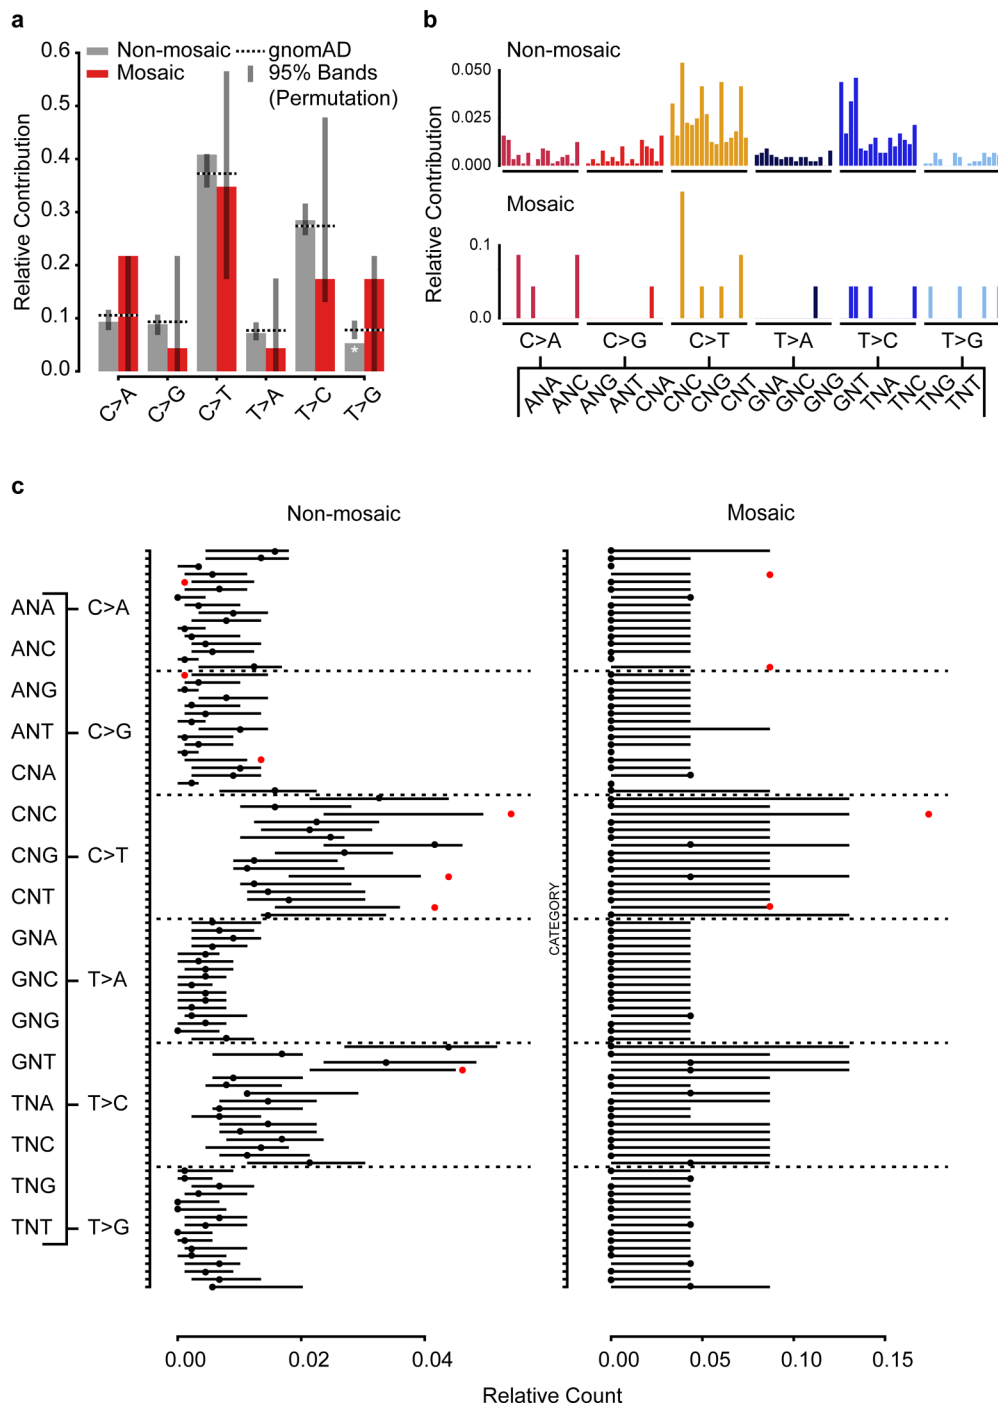 a
Non-mosaic
Mosaic
gnomAD
95% Bands
(Permutation)
Relative Contribution
0.6
0.5
0.4
0.3
0.2
0.1
0.0
*
C>A
C>G
C>T
T>A
T>C
T>G
b
Non-mosaic
0.050
0.025
0.000
Relative Contribution
Mosaic
0.1
0.0
C>A C>G C>T T>A T>C T>G
ANA ANC ANG ANT CNA CNC CNG CNT GNA GNC GNG GNT TNA TNC TNG TNT
c
Non-mosaic
Mosaic
ANA
ANC
ANG
ANT
CNA
CNC
CNG
CNT
GNA
GNC
GNG
GNT
TNA
TNC
TNG
TNT
C>A
C>G
C>T
T>A
T>C
T>G
CATEGORY
0.00 0.02 0.04
0.00 0.05 0.10 0.15
Relative Count